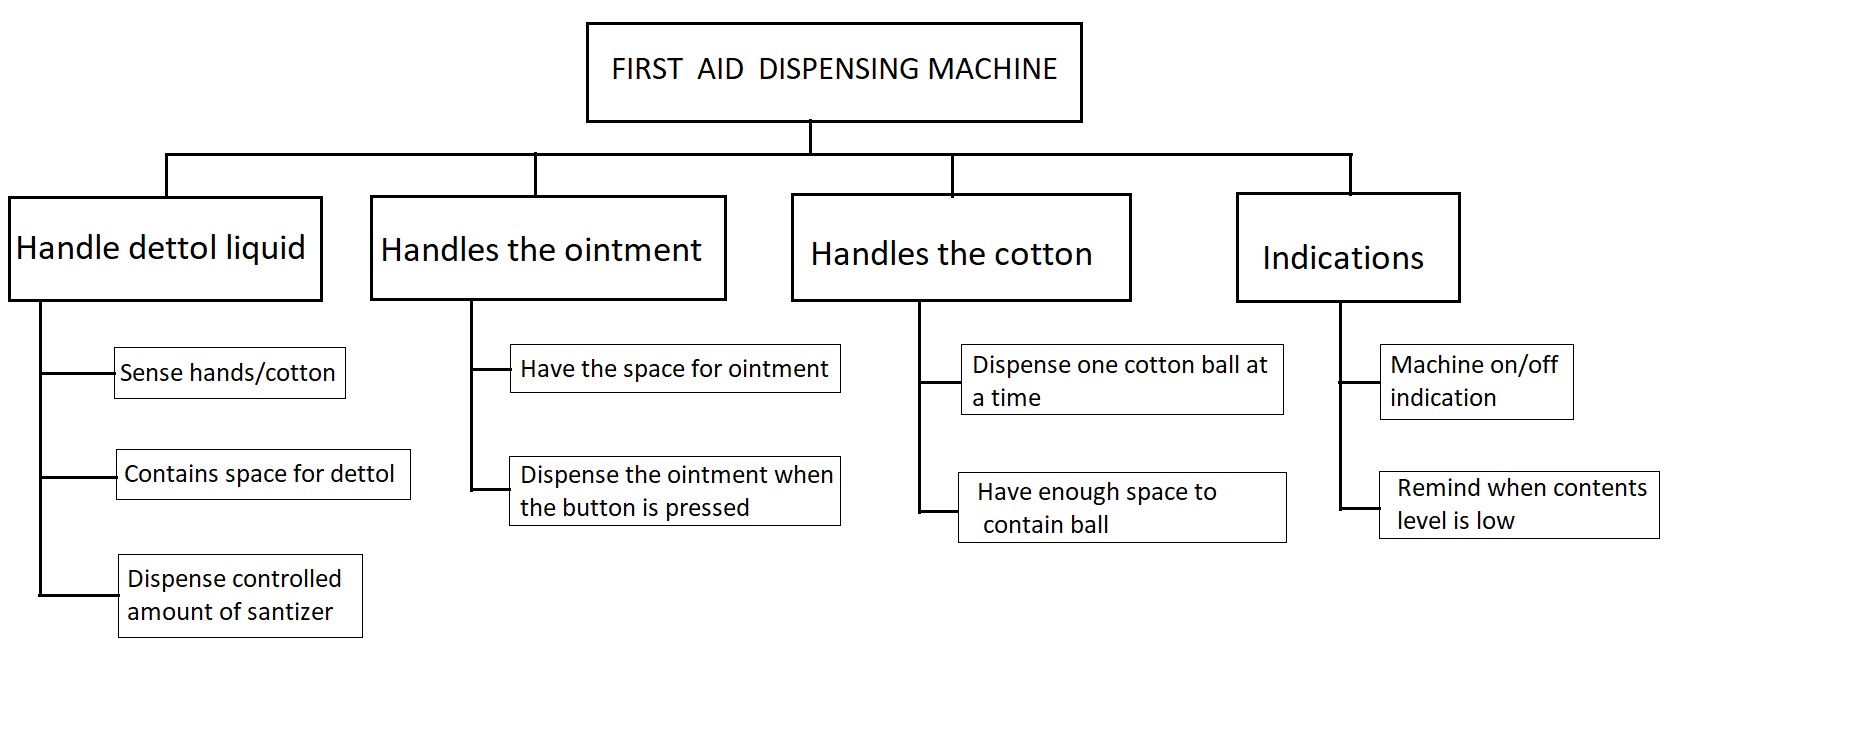 FIRST AID DISPENSING MACHINE
Handle dettol liquid
Handles the ointment
Handles the cotton
Indications
Sense hands/cotton
Contains space for dettol
Dispense controlled
amount of santizer
Have the space for ointment
Dispense the ointment when
the button is pressed
Dispense one cotton ball at
a time
Have enough space to
contain ball
Machine on/off
indication
Remind when contents
level is low